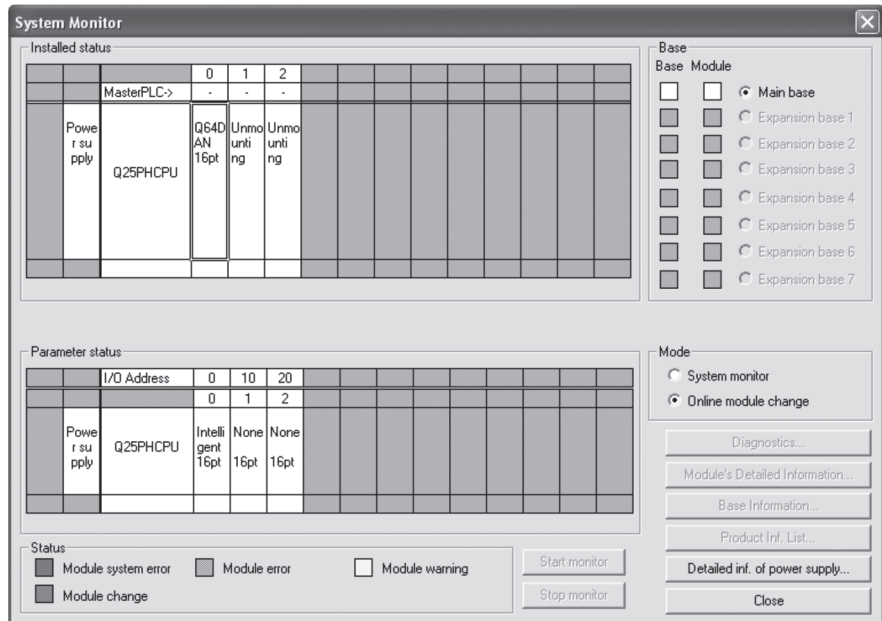 System Monitor
Installed status
0 1 2
MasterPLC-> - - -
Powe
r su
pply
Q25PHCPU
Q64D
AN
16pt
Unmo
unti
ng
Unmo
unti
ng
Base
Base Module
Main base
Expansion base 1
Expansion base 2
Expansion base 3
Expansion base 4
Expansion base 5
Expansion base 6
Expansion base 7
Parameter status
I/O Address 0 10 20
0 1 2
Powe
r su
pply
Q25PHCPU
Intelli
gent
16pt
None
16pt
None
16pt
Mode
System monitor
Online module change
Diagnostics...
Module's Detailed Information...
Base Information...
Product Inf. List...
Detailed inf. of power supply...
Close
Status
Module system error
Module error
Module warning
Module change
Start monitor
Stop monitor